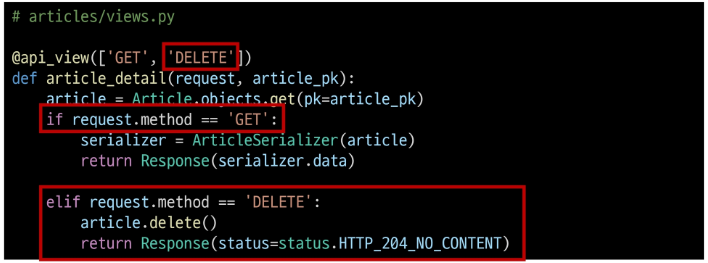 # articles/views.py
@api_view(['GET', 'DELETE'])
def article_detail(request, article_pk):
    article = Article.objects.get(pk=article_pk)
    if request.method == 'GET':
        serializer = ArticleSerializer(article)
        return Response(serializer.data)
    elif request.method == 'DELETE':
        article.delete()
        return Response(status=status.HTTP_204_NO_CONTENT)